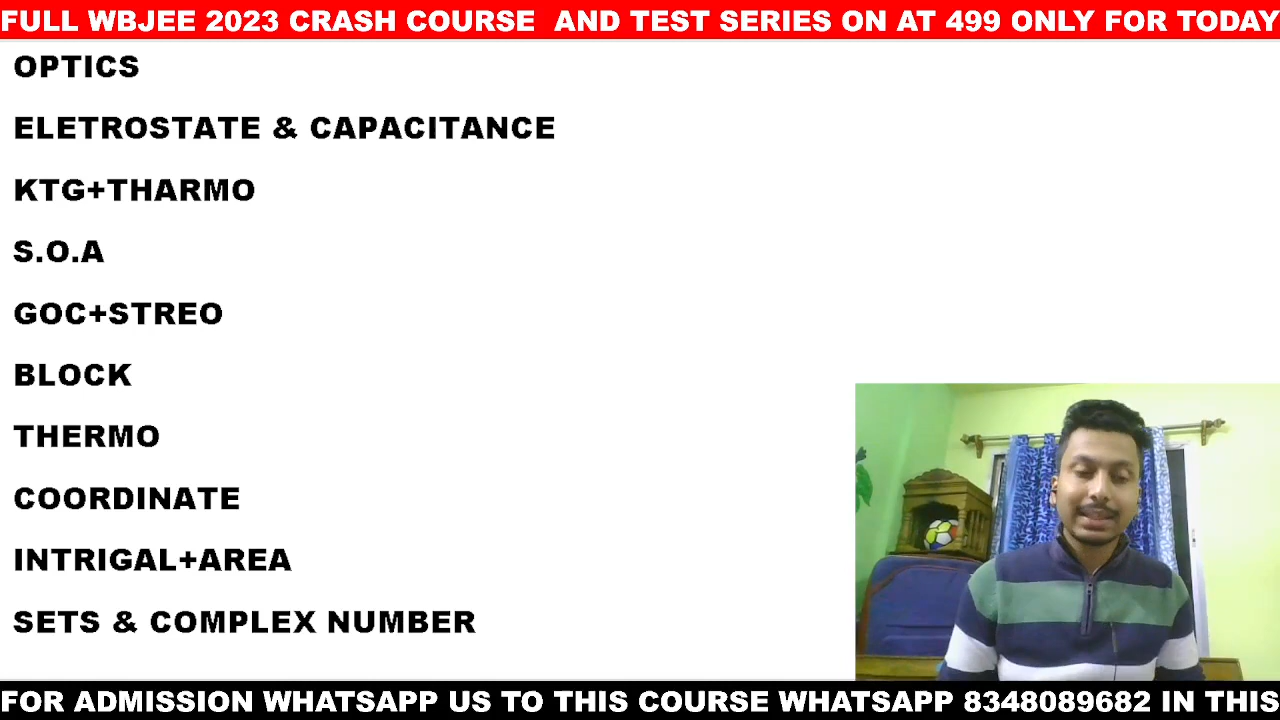 FULL WBJEE 2023 CRASH COURSE AND TEST SERIES ON AT 499 ONLY FOR TODAY
OPTICS
ELETROSTATE & CAPACITANCE
KTG+THARMO
S.O.A
GOC+STREO
BLOCK
THERMO
COORDINATE
INTRIGAL+AREA
SETS & COMPLEX NUMBER
FOR ADMISSION WHATSAPP US TO THIS COURSE WHATSAPP 8348089682 IN THIS